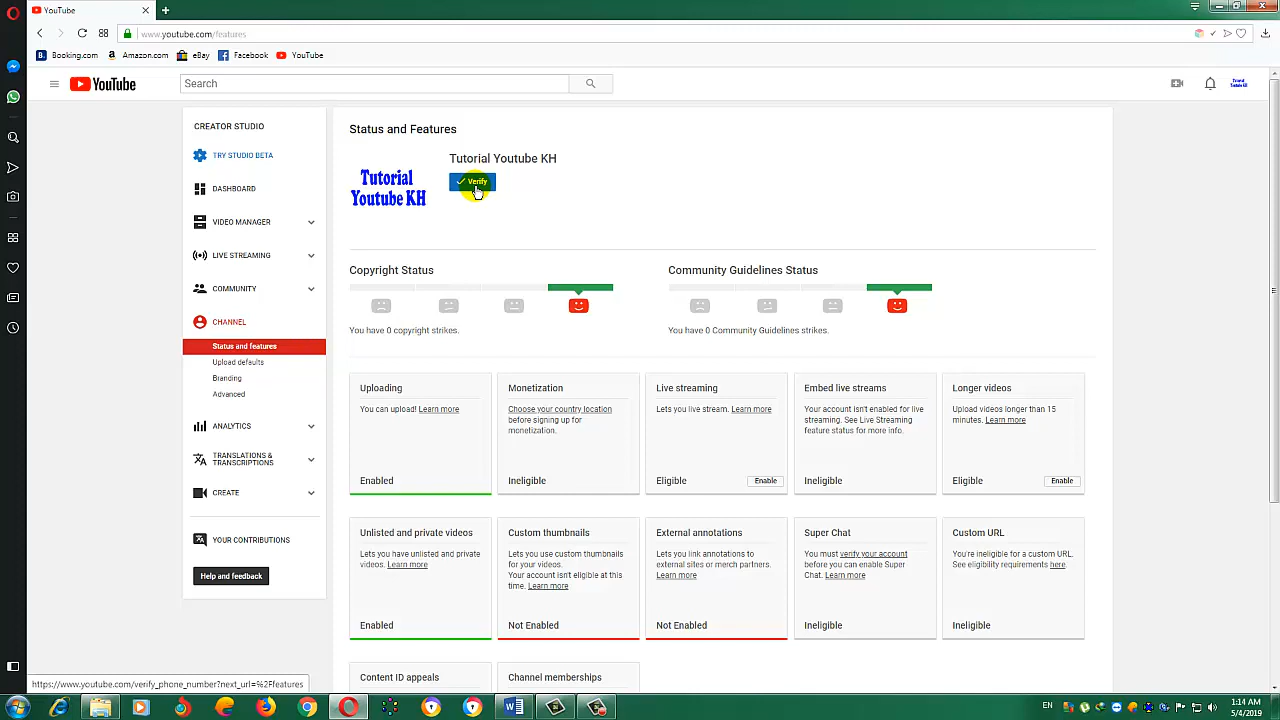 YouTube
www.youtube.com/features
Booking.com
Amazon.com
eBay
Facebook
YouTube
YouTube
Search
Tutorial
Youtube KH
CREATOR STUDIO
TRY STUDIO BETA
DASHBOARD
VIDEO MANAGER
LIVE STREAMING
COMMUNITY
CHANNEL
Status and features
Upload defaults
Branding
Advanced
ANALYTICS
TRANSLATIONS &
TRANSCRIPTIONS
CREATE
YOUR CONTRIBUTIONS
Help and feedback
Status and Features
Tutorial
Youtube KH
Tutorial Youtube KH
Verify
Copyright Status
You have 0 copyright strikes.
Community Guidelines Status
You have 0 Community Guidelines strikes.
Uploading
You can upload! Learn more
Enabled
Monetization
Choose your country location
before signing up for
monetization.
Ineligible
Live streaming
Lets you live stream. Learn more
Eligible
Enable
Embed live streams
Your account isn't enabled for live
streaming. See Live Streaming
feature status for more info.
Ineligible
Longer videos
Upload videos longer than 15
minutes. Learn more
Eligible
Enable
Unlisted and private videos
Lets you have unlisted and private
videos. Learn more
Enabled
Custom thumbnails
Lets you use custom thumbnails
for your videos.
Your account isn't eligible at this
time. Learn more
Not Enabled
External annotations
Lets you link annotations to
external sites or merch partners.
Learn more
Not Enabled
Super Chat
You must verify your account
before you can enable Super
Chat. Learn more
Ineligible
Custom URL
You're ineligible for a custom URL.
See eligibility requirements here.
Ineligible
Content ID appeals
Channel memberships
https://www.youtube.com/verify_phone_number?next_url=%2Ffeatures
EN
1:14 AM
5/4/2019